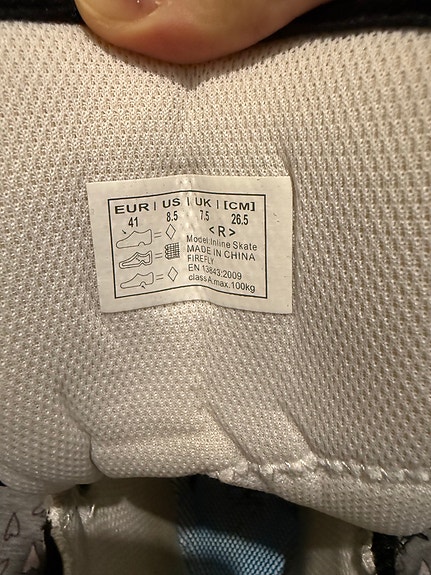 EUR | US | UK | [CM]
41 8.5 7.5 26.5
<R>
Model:Inline Skate
MADE IN CHINA
FIREFLY
EN 13843:2009
classA.max.100kg